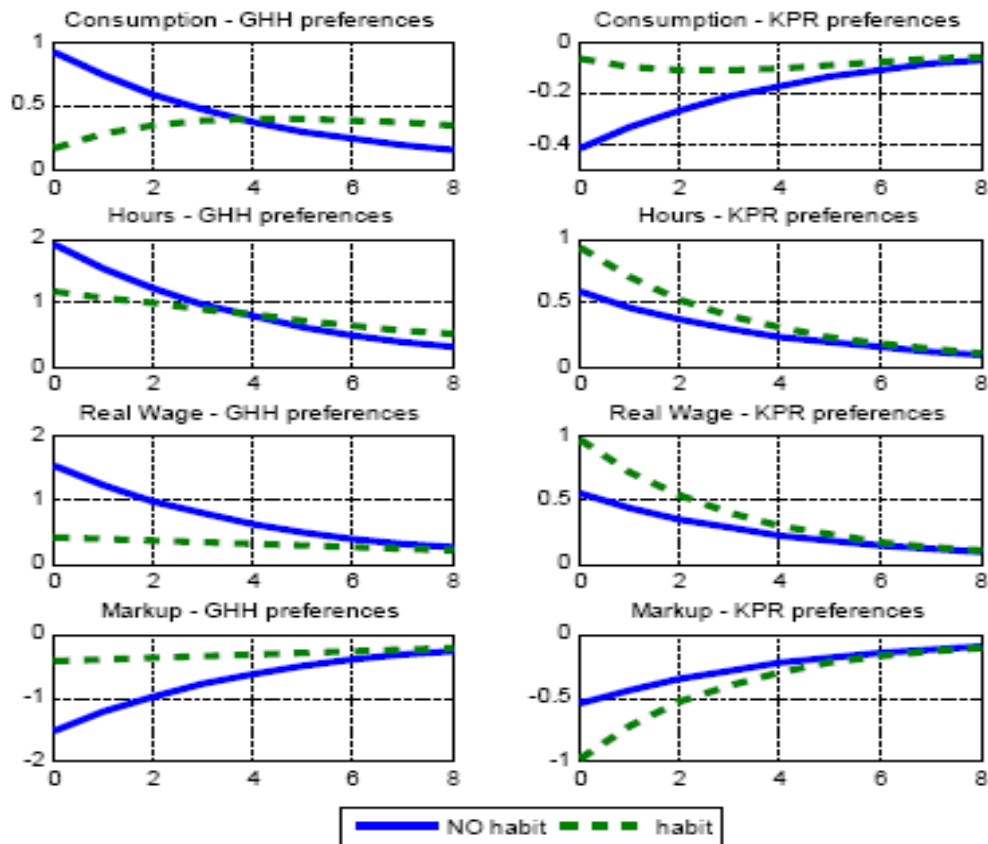 Consumption - GHH preferences
Consumption - KPR preferences
1
0.5
0
0 2 4 6 8
0
-0.2
-0.4
0 2 4 6 8
Hours - GHH preferences
Hours - KPR preferences
2
1
0
0 2 4 6 8
1
0.5
0
0 2 4 6 8
Real Wage - GHH preferences
Real Wage - KPR preferences
2
1
0
0 2 4 6 8
1
0.5
0
0 2 4 6 8
Markup - GHH preferences
Markup - KPR preferences
0
-1
-2
0 2 4 6 8
0
-0.5
-1
0 2 4 6 8
NO habit habit